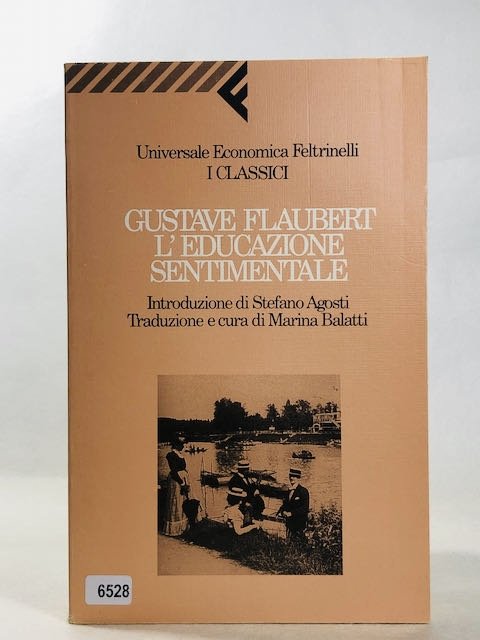 Universale Economica Feltrinelli
I CLASSICI
GUSTAVE FLAUBERT
L'EDUCAZIONE
SENTIMENTALE
Introduzione di Stefano Agosti
Traduzione e cura di Marina Balatti
6528